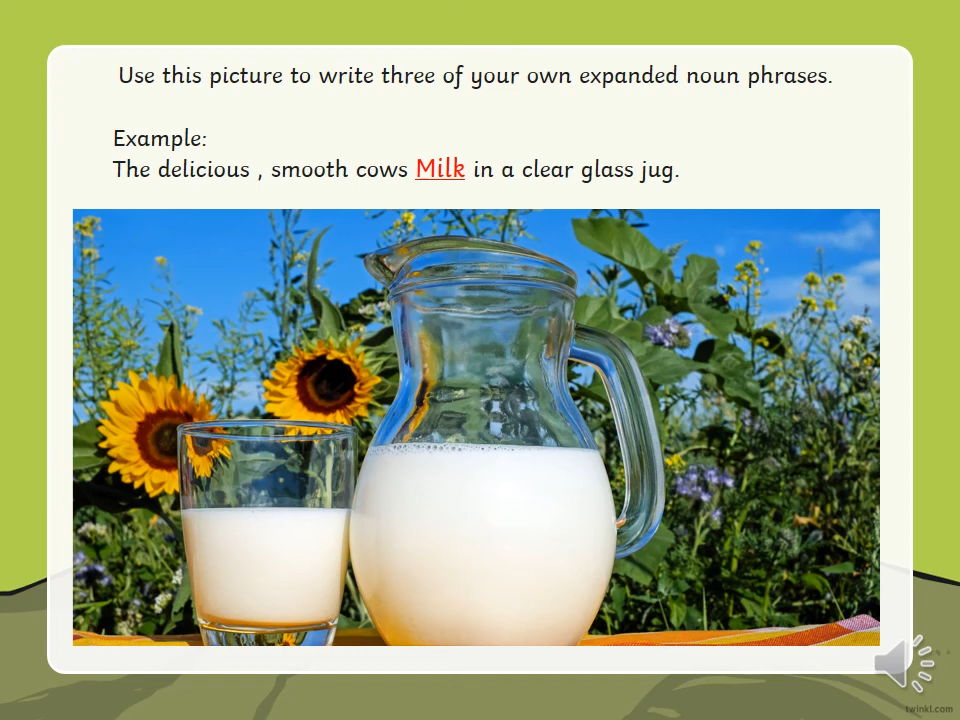 Use this picture to write three of your own expanded noun phrases.
Example:
The delicious , smooth cows Milk in a clear glass jug.
twinkl.com